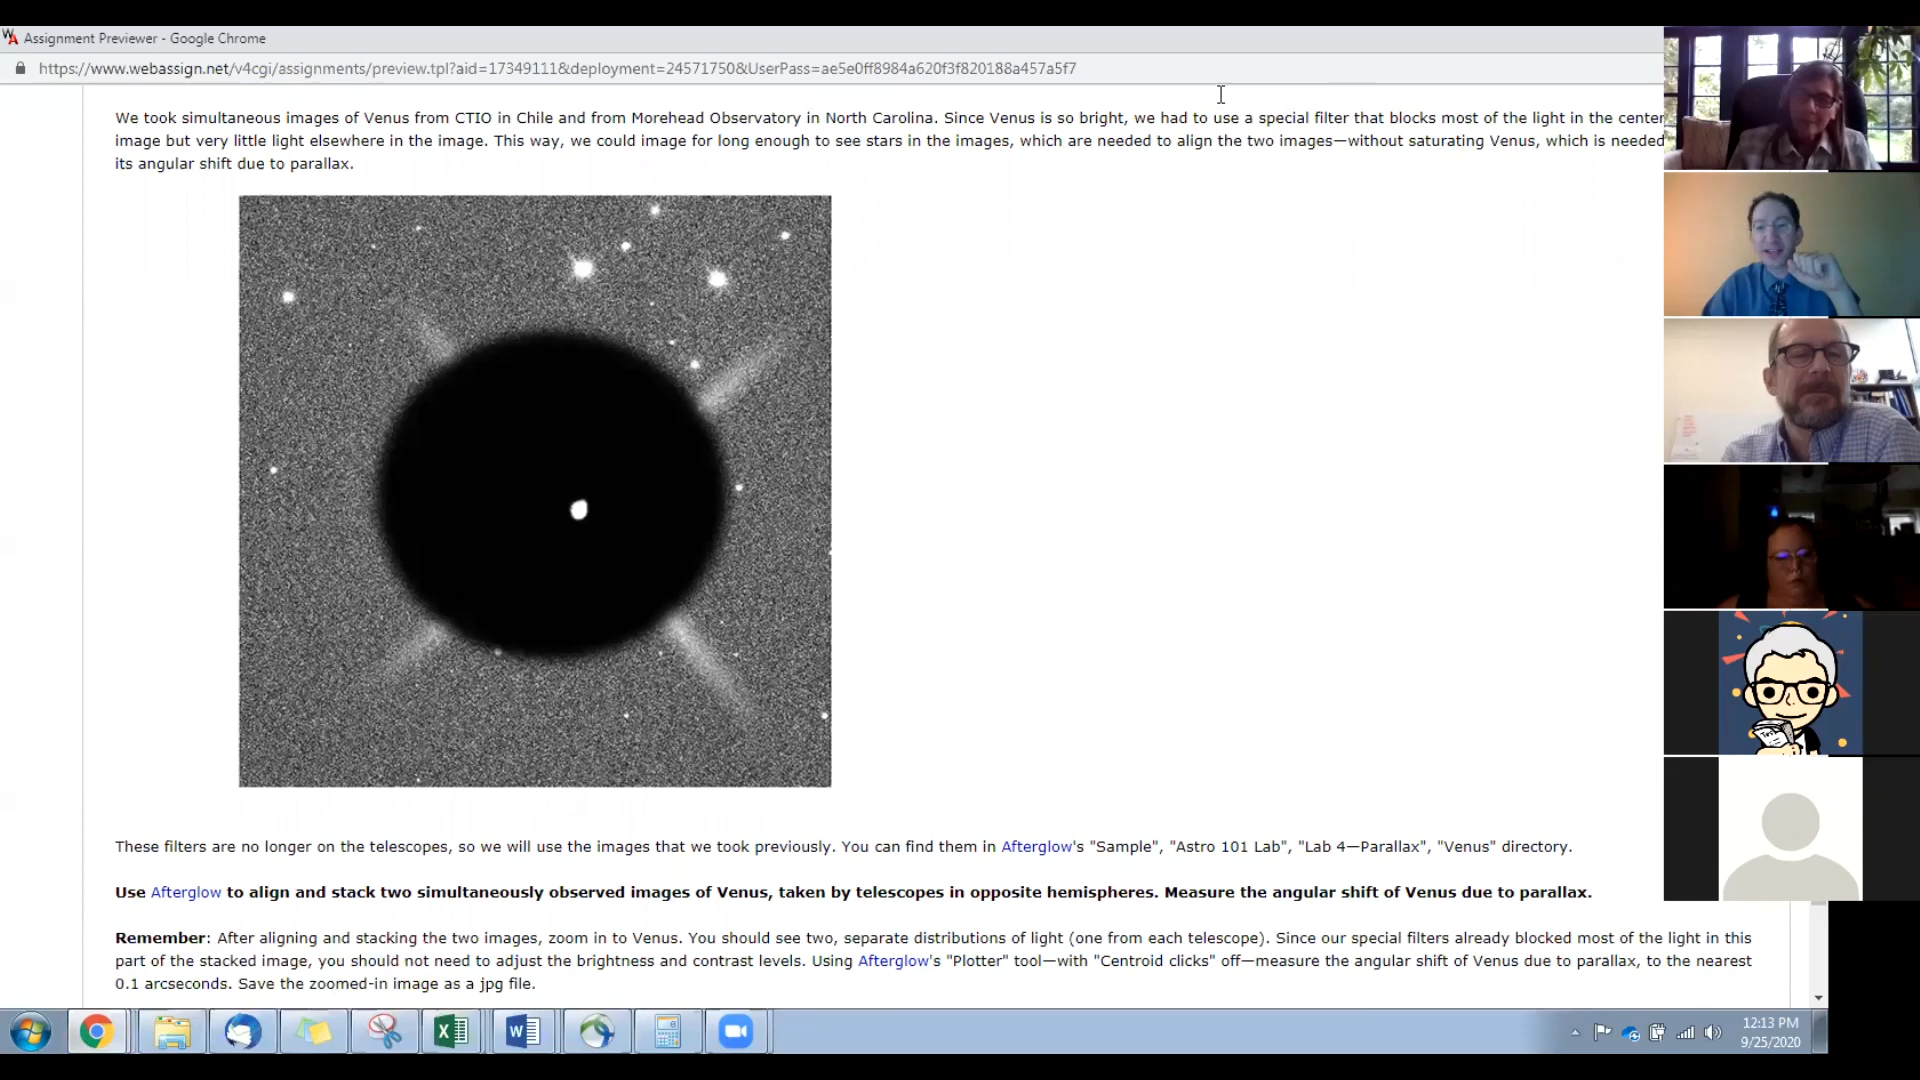 Assignment Previewer - Google Chrome
https://www.webassign.net/v4cgi/assignments/preview.tpl?aid=17349111&deployment=24571750&UserPass=ae5e0ff8984a620f3f820188a457a5f7
We took simultaneous images of Venus from CTIO in Chile and from Morehead Observatory in North Carolina. Since Venus is so bright, we had to use a special filter that blocks most of the light in the center
image but very little light elsewhere in the image. This way, we could image for long enough to see stars in the images, which are needed to align the two images—without saturating Venus, which is needed
its angular shift due to parallax.
These filters are no longer on the telescopes, so we will use the images that we took previously. You can find them in Afterglow's "Sample", "Astro 101 Lab", "Lab 4—Parallax", "Venus" directory.
Use Afterglow to align and stack two simultaneously observed images of Venus, taken by telescopes in opposite hemispheres. Measure the angular shift of Venus due to parallax.
Remember: After aligning and stacking the two images, zoom in to Venus. You should see two, separate distributions of light (one from each telescope). Since our special filters already blocked most of the light in this
part of the stacked image, you should not need to adjust the brightness and contrast levels. Using Afterglow's "Plotter" tool—with "Centroid clicks" off—measure the angular shift of Venus due to parallax, to the nearest
0.1 arcseconds. Save the zoomed-in image as a jpg file.
12:13 PM
9/25/2020